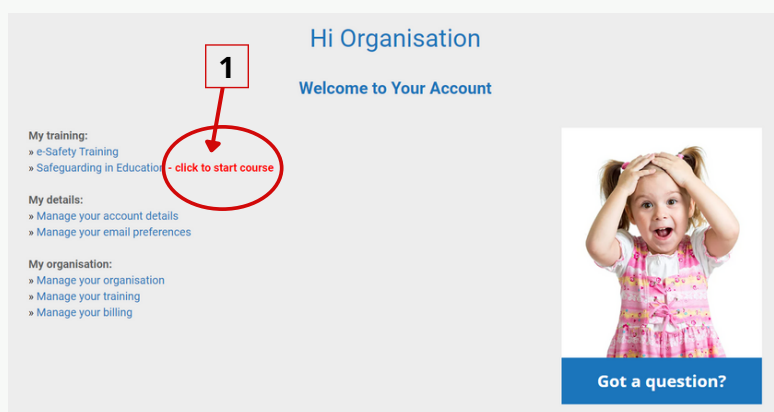 Hi Organisation
1
Welcome to Your Account
My training:
» e-Safety Training
» Safeguarding in Education - click to start course
My details:
» Manage your account details
» Manage your email preferences
My organisation:
» Manage your organisation
» Manage your training
» Manage your billing
Got a question?